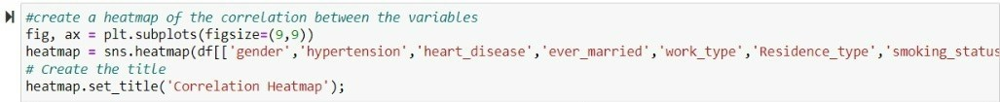 #create a heatmap of the correlation between the variables
fig, ax = plt.subplots(figsize=(9,9))
heatmap = sns.heatmap(df[['gender','hypertension','heart_disease','ever_married','work_type','Residence_type','smoking_status
# Create the title
heatmap.set_title('Correlation Heatmap');